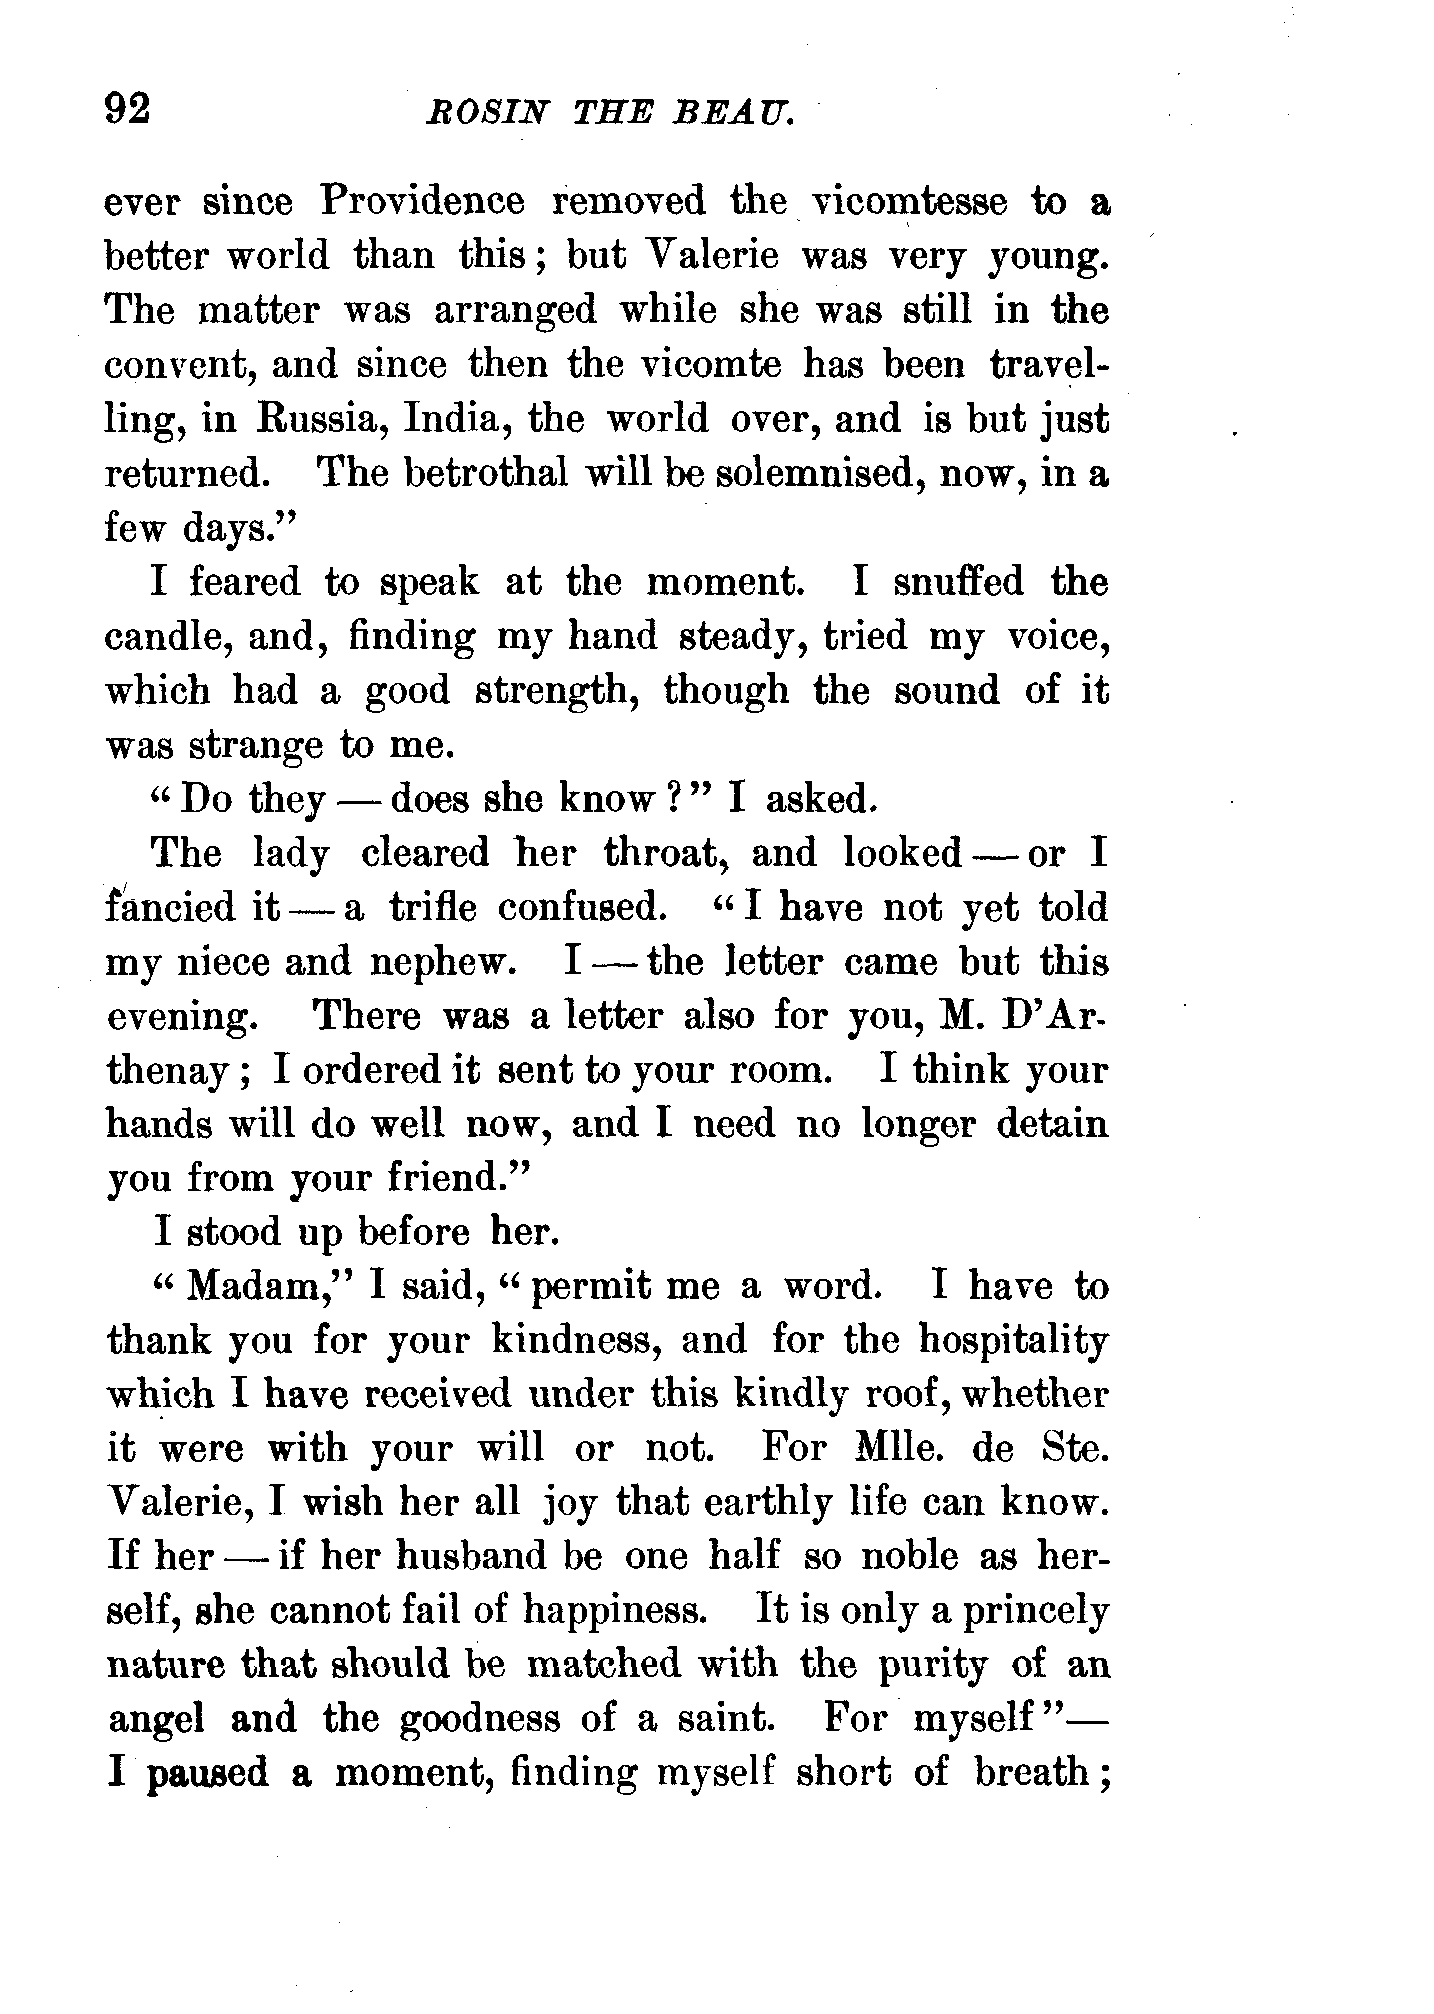 92 ROSIN THE BEAU.
ever since Providence removed the vicomtesse to a
better world than this; but Valerie was very young.
The matter was arranged while she was still in the
convent, and since then the vicomte has been travel-
ling, in Russia, India, the world over, and is but just
returned. The betrothal will be solemnised, now, in a
few days."
I feared to speak at the moment. I snuffed the
candle, and, finding my hand steady, tried my voice,
which had a good strength, though the sound of it
was strange to me.
"Do they — does she know?" I asked.
The lady cleared her throat, and looked — or I
fancied it — a trifle confused. "I have not yet told
my niece and nephew. I — the letter came but this
evening. There was a letter also for you, M. D'Ar-
thenay; I ordered it sent to your room. I think your
hands will do well now, and I need no longer detain
you from your friend."
I stood up before her.
"Madam," I said, "permit me a word. I have to
thank you for your kindness, and for the hospitality
which I have received under this kindly roof, whether
it were with your will or not. For Mlle. de Ste.
Valerie, I wish her all joy that earthly life can know.
If her — if her husband be one half so noble as her-
self, she cannot fail of happiness. It is only a princely
nature that should be matched with the purity of an
angel and the goodness of a saint. For myself"—
I paused a moment, finding myself short of breath;